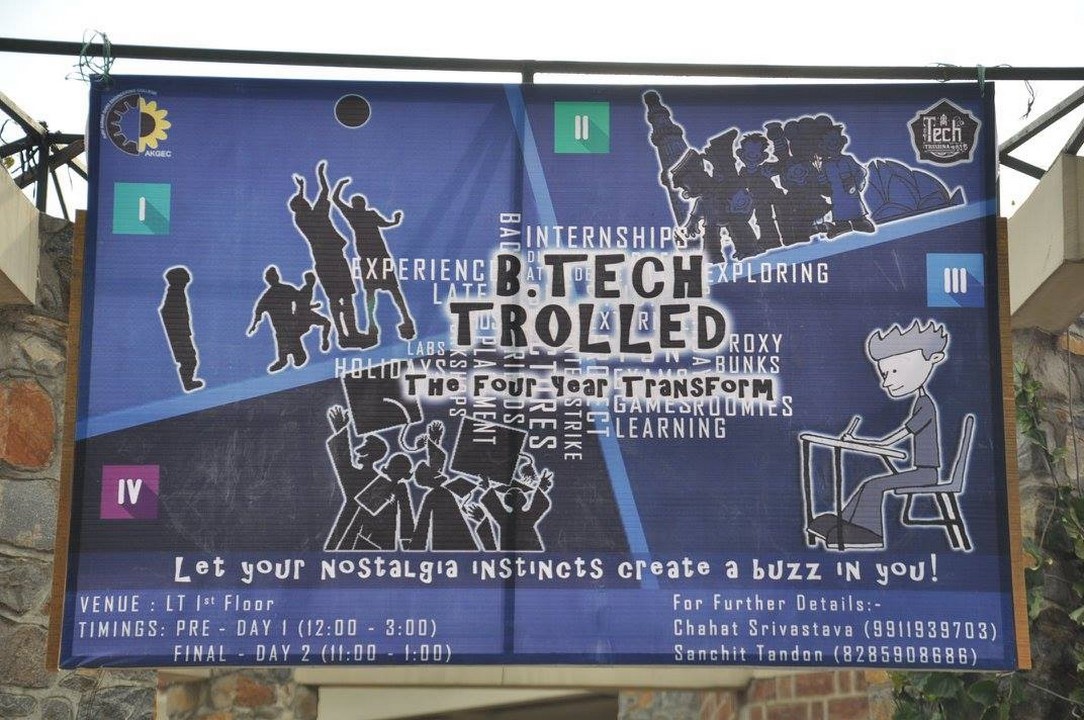 AKGEC
I
II
Tech
III
BAD
INTERNSHIPS
EXPERIENC
EXPLORING
LATE
B.TECH
TROLLED
The Four Year Transform
LABS
HOLIDAYS
ROXY
BUNKS
GAMES
ROOMIES
LEARNING
PLAINMENT
STRIKE
IV
Let your nostalgia instincts create a buzz in you!
VENUE : LT 1st Floor
TIMINGS: PRE - DAY 1 (12:00 - 3:00)
FINAL - DAY 2 (11:00 - 1:00)
For Further Details:-
Chahat Srivastava (9911939703)
Sanchit Tandon (8285908686)